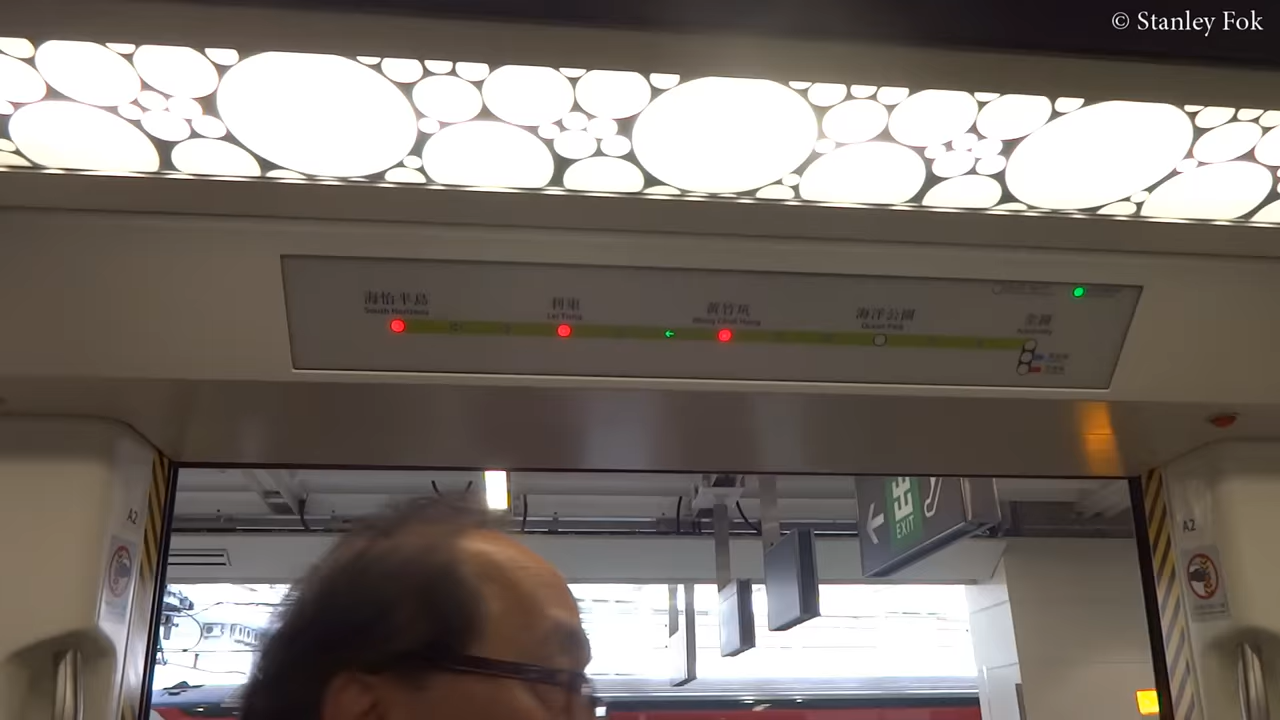 © Stanley Fok
海怡半島
South Horizons
利東
Lei Tung
黃竹坑
Wong Chuk Hang
海洋公園
Ocean Park
金鐘
Admiralty
出
EXIT
A2
A2